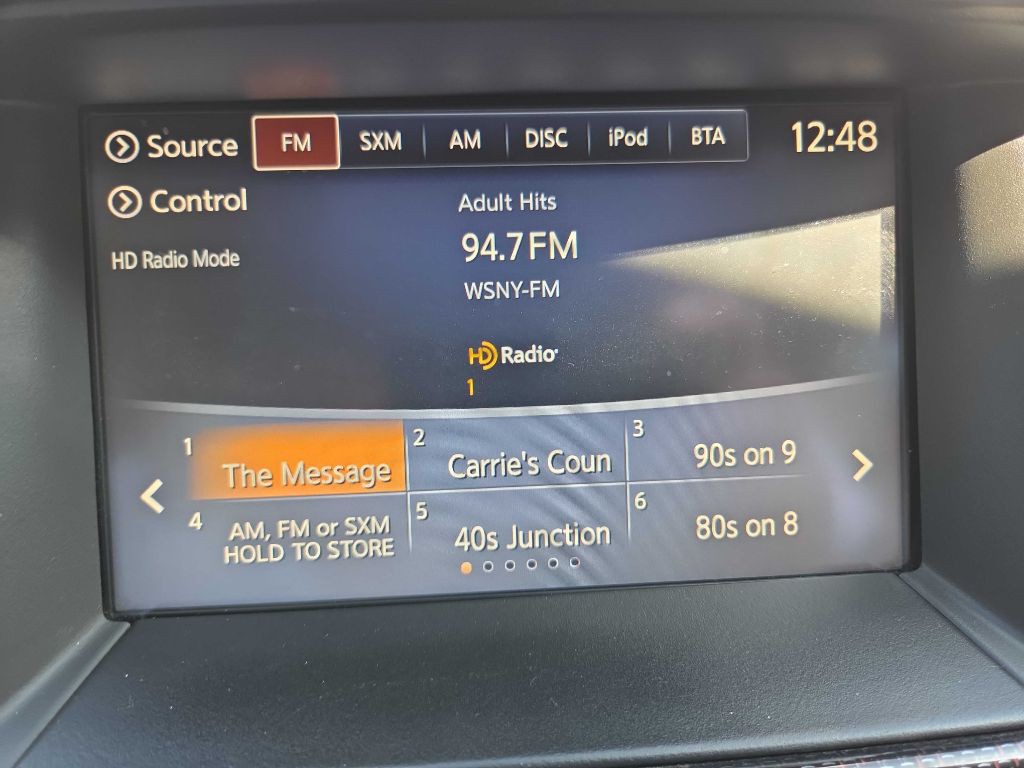 Source FM SXM AM DISC iPod BTA 12:48
Control
Adult Hits
HD Radio Mode
94.7 FM
WSNY-FM
HD Radio
1
1 The Message
2 Carrie's Coun
3 90s on 9
4 AM, FM or SXM
HOLD TO STORE
5 40s Junction
6 80s on 8